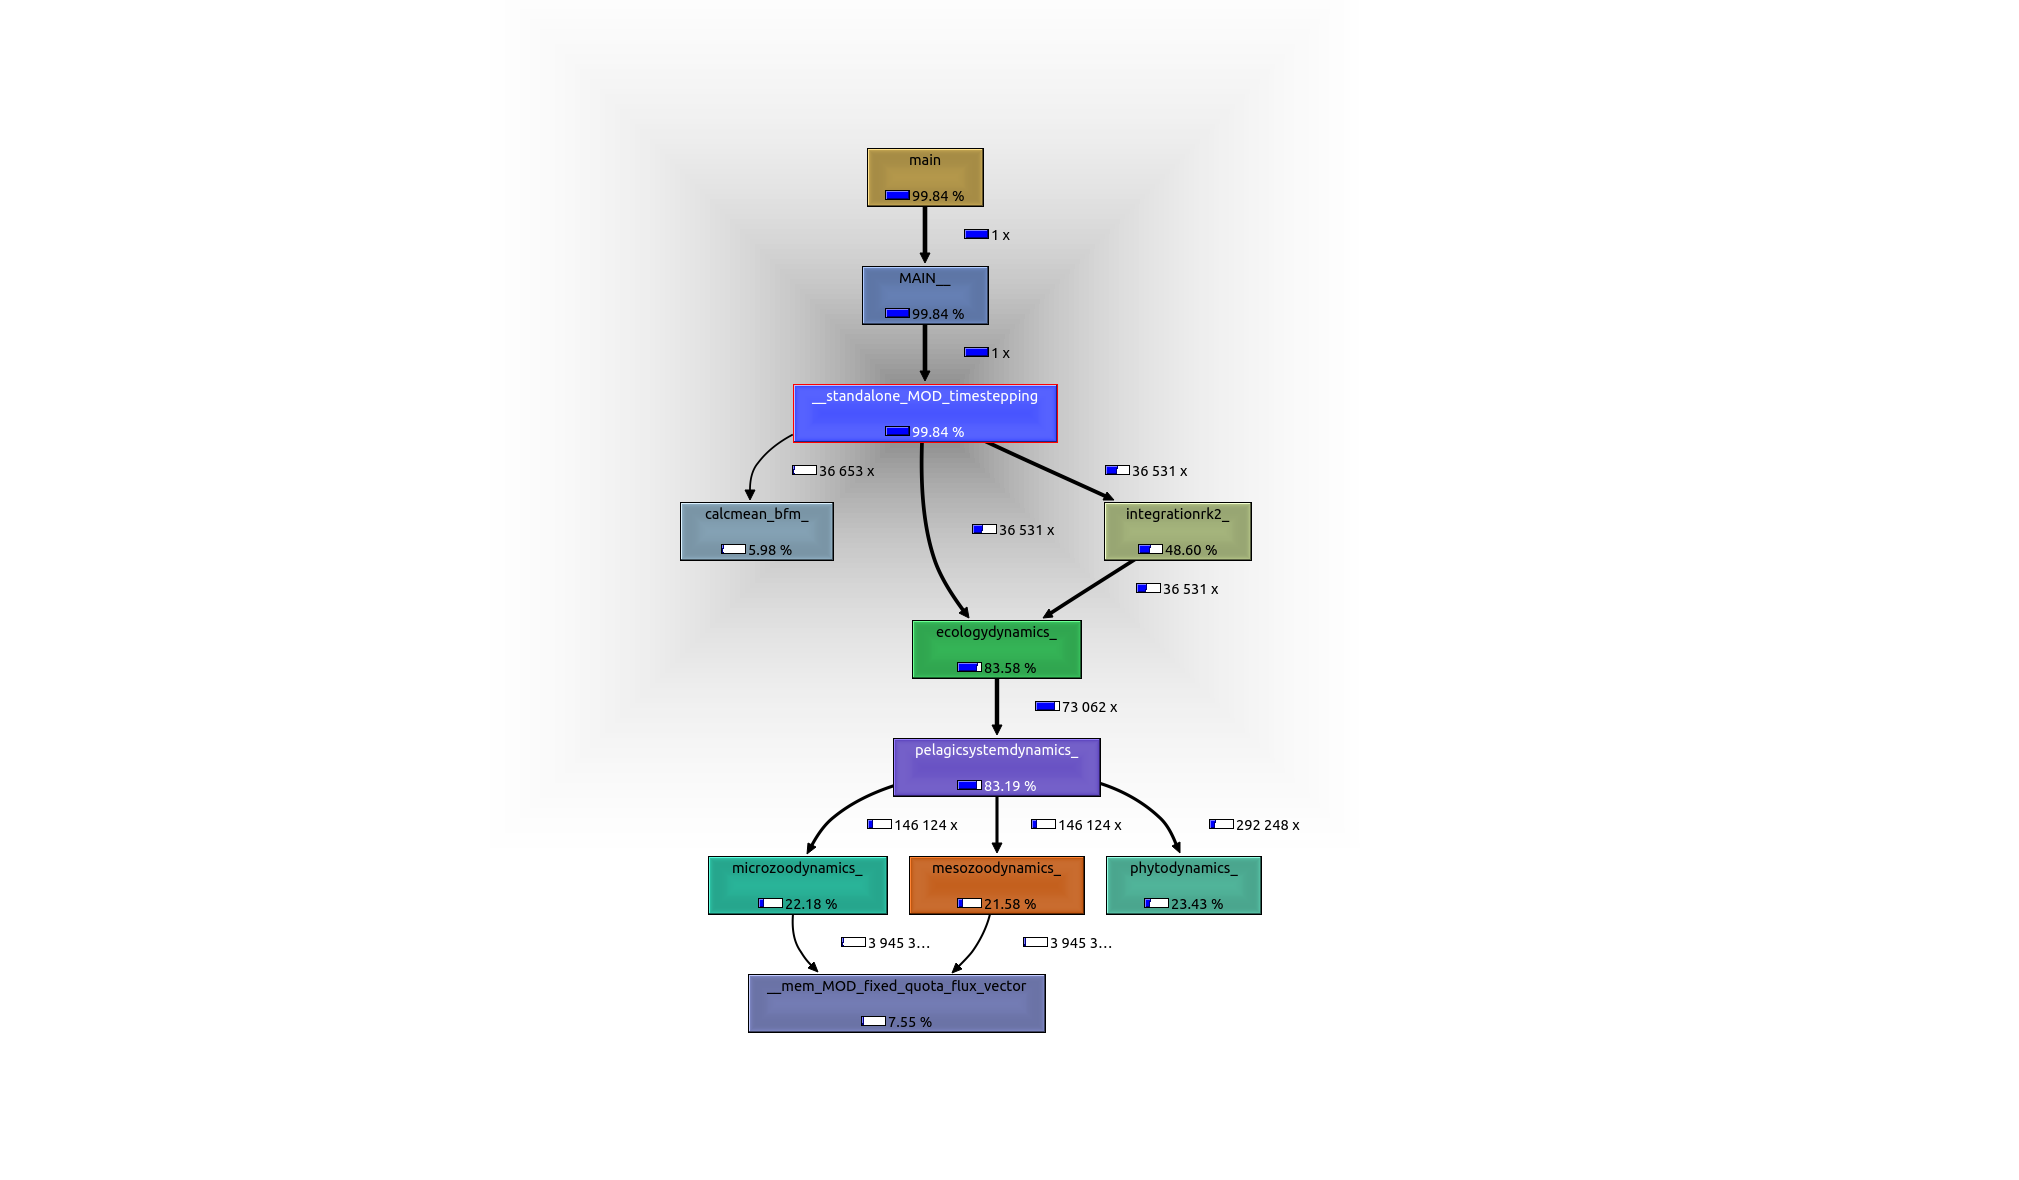 main
99.84 %
1 x
MAIN__
99.84 %
1 x
__standalone_MOD_timestepping
99.84 %
36 653 x
36 531 x
calcmean_bfm_
5.98 %
36 531 x
integrationrk2_
48.60 %
36 531 x
ecologydynamics_
83.58 %
73 062 x
pelagicsystemdynamics_
83.19 %
146 124 x
146 124 x
292 248 x
microzoodynamics_
22.18 %
mesozoodynamics_
21.58 %
phytodynamics_
23.43 %
3 945 3...
3 945 3...
__mem_MOD_fixed_quota_flux_vector
7.55 %